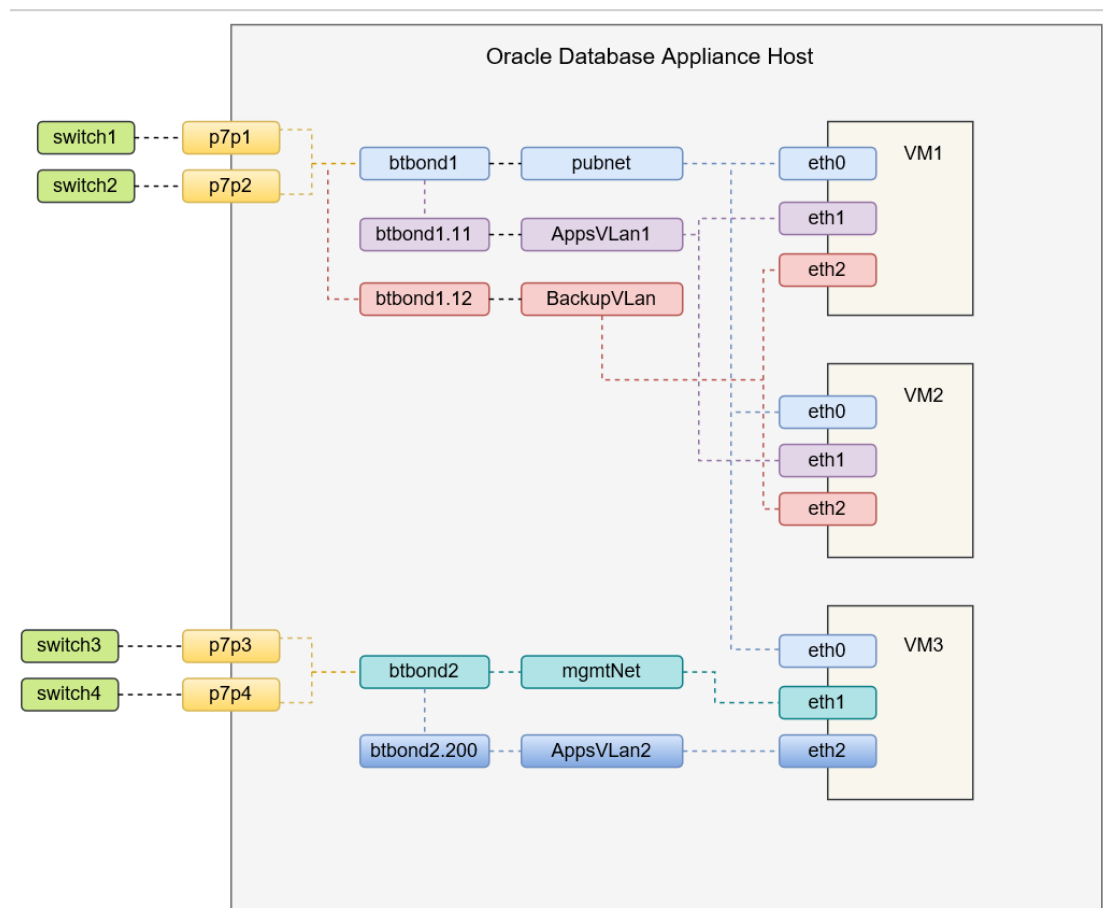 Oracle Database Appliance Host
switch1
p7p1
switch2
p7p2
btbond1
pubnet
btbond1.11
AppsVLan1
btbond1.12
BackupVLan
eth0
VM1
eth1
eth2
VM2
eth0
eth1
eth2
switch3
p7p3
switch4
p7p4
btbond2
mgmtNet
btbond2.200
AppsVLan2
eth0
VM3
eth1
eth2